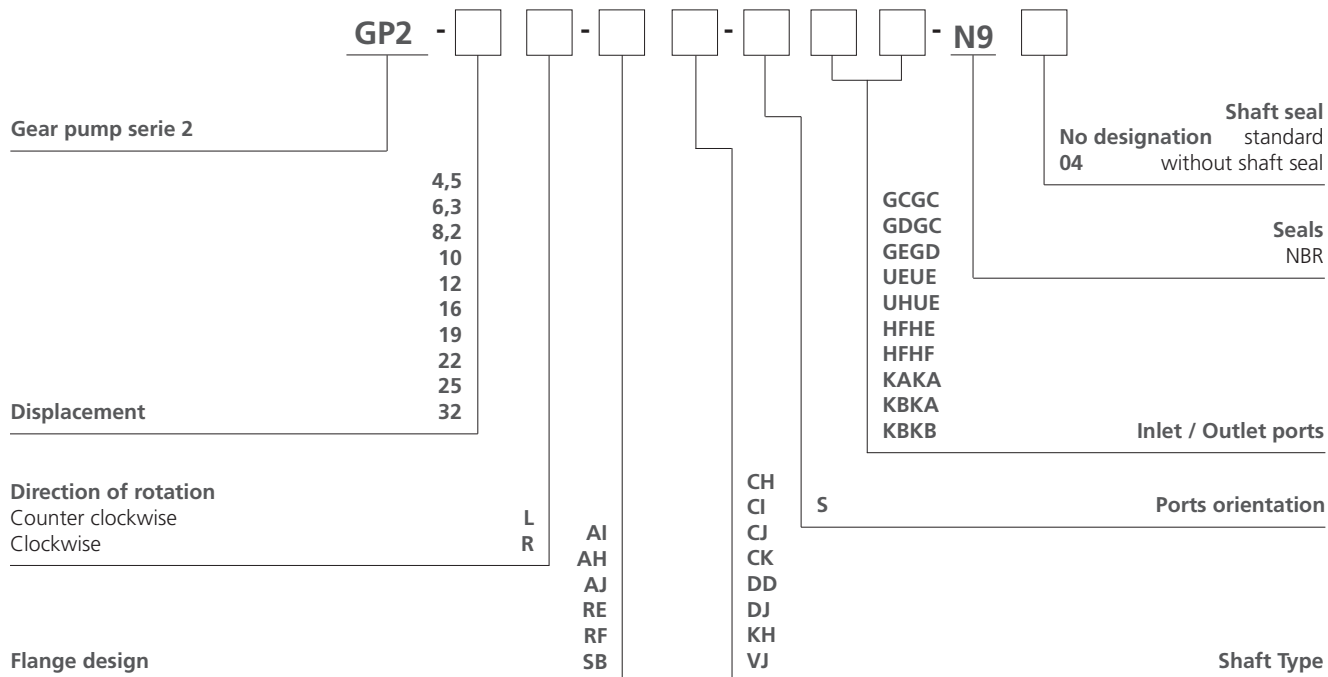 GP2 - - - - N9
Gear pump serie 2
Shaft seal
No designation standard
04 without shaft seal
Seals
NBR
4,5
6,3
8,2
10
12
16
19
22
25
32
Displacement
GCGC
GDGC
GEGD
UEUE
UHUE
HFHE
HFHF
KAKA
KBKA
KBKB
Inlet / Outlet ports
Direction of rotation
Counter clockwise L
Clockwise R
S Ports orientation
AI
AH
AJ
RE
RF
SB
Flange design
CH
CI
CJ
CK
DD
DJ
KH
VJ
Shaft Type